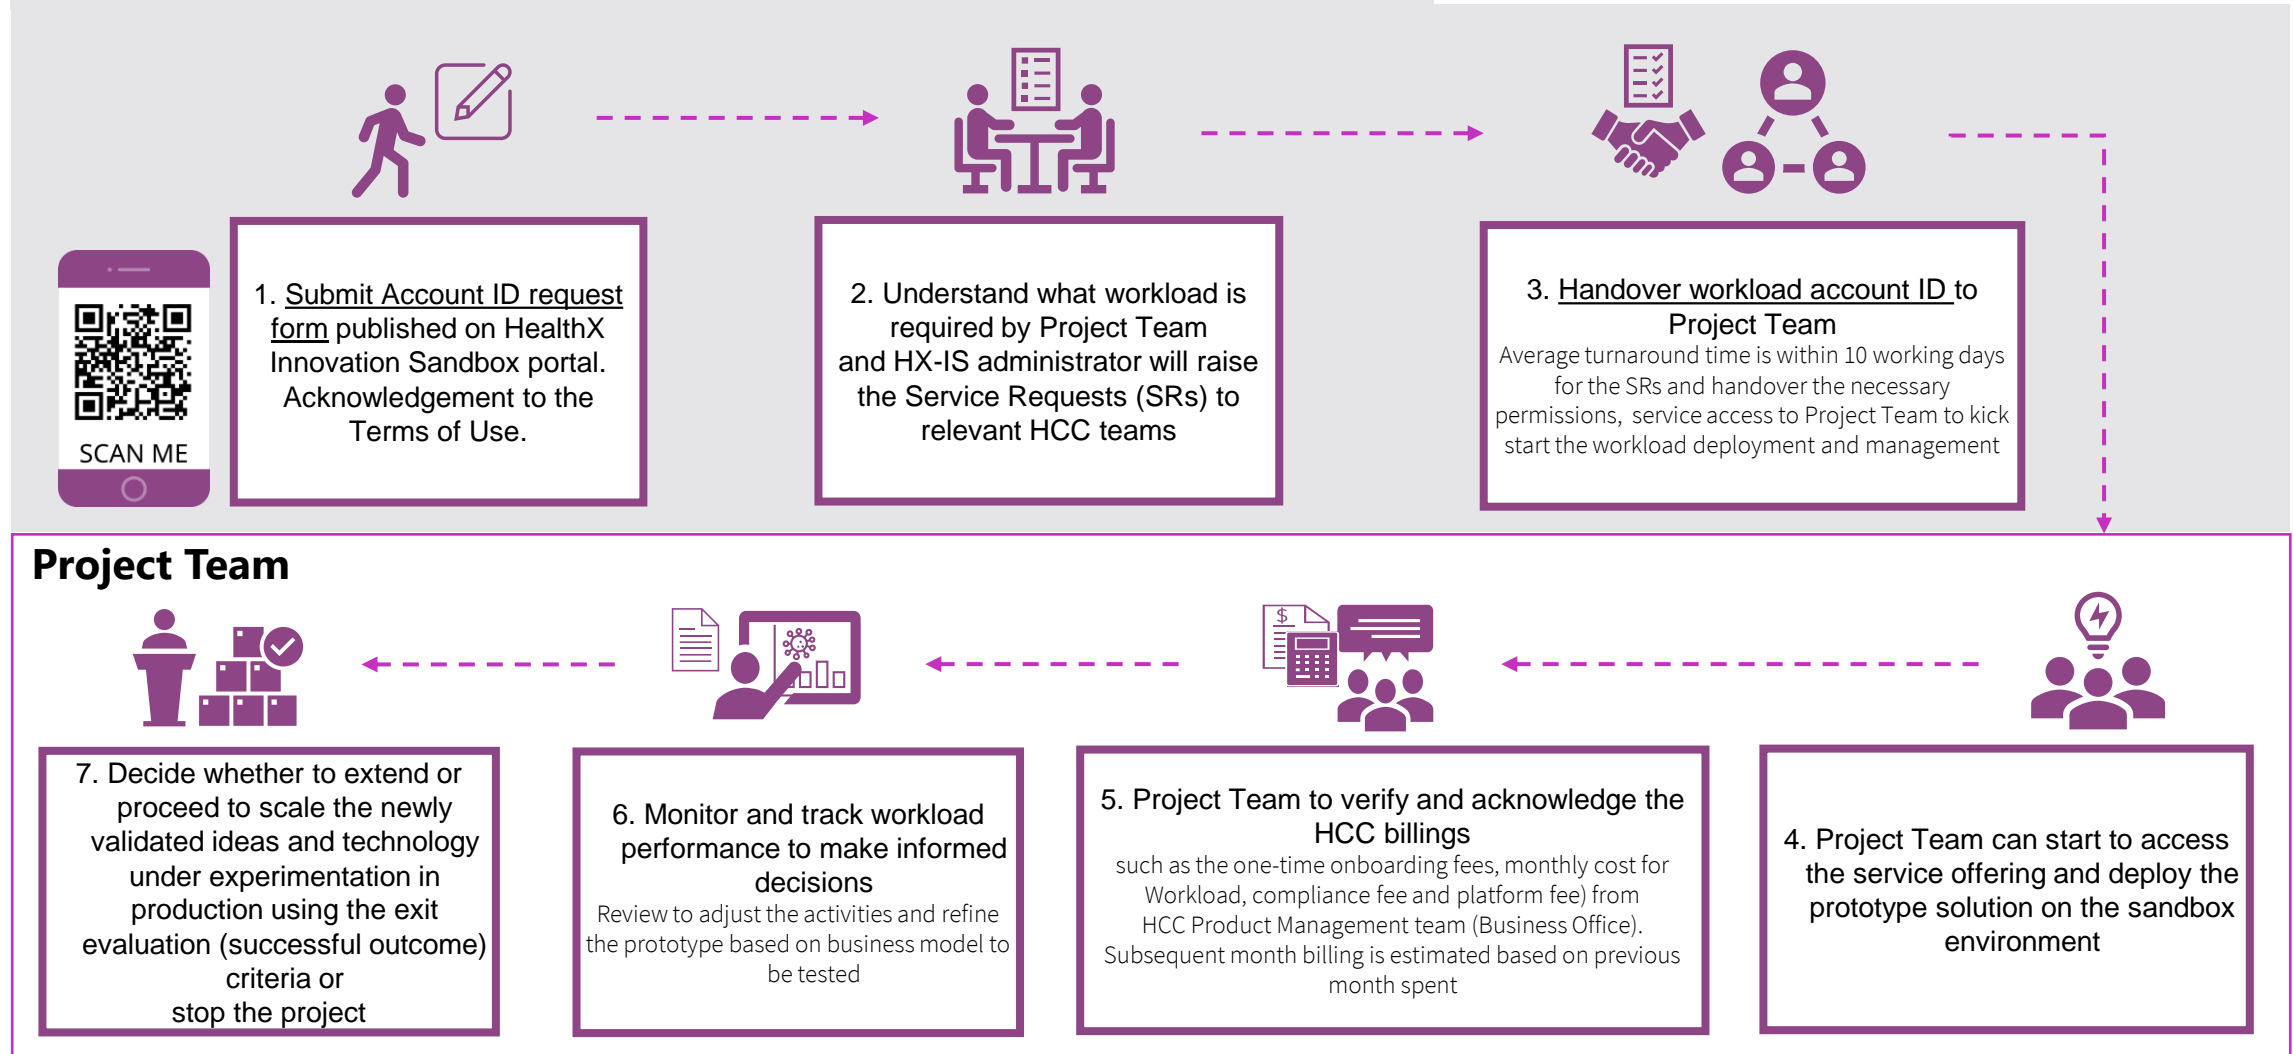 1. Submit Account ID request
form published on HealthX
Innovation Sandbox portal.
Acknowledgement to the
Terms of Use.
SCAN ME
2. Understand what workload is
required by Project Team
and HX-IS administrator will raise
the Service Requests (SRs) to
relevant HCC teams
3. Handover workload account ID to
Project Team
Average turnaround time is within 10 working days
for the SRs and handover the necessary
permissions, service access to Project Team to kick
start the workload deployment and management
Project Team
$
4. Project Team can start to access
the service offering and deploy the
prototype solution on the sandbox
environment
5. Project Team to verify and acknowledge the
HCC billings
such as the one-time onboarding fees, monthly cost for
Workload, compliance fee and platform fee) from
HCC Product Management team (Business Office).
Subsequent month billing is estimated based on previous
month spent
6. Monitor and track workload
performance to make informed
decisions
Review to adjust the activities and refine
the prototype based on business model to
be tested
7. Decide whether to extend or
proceed to scale the newly
validated ideas and technology
under experimentation in
production using the exit
evaluation (successful outcome)
criteria or
stop the project